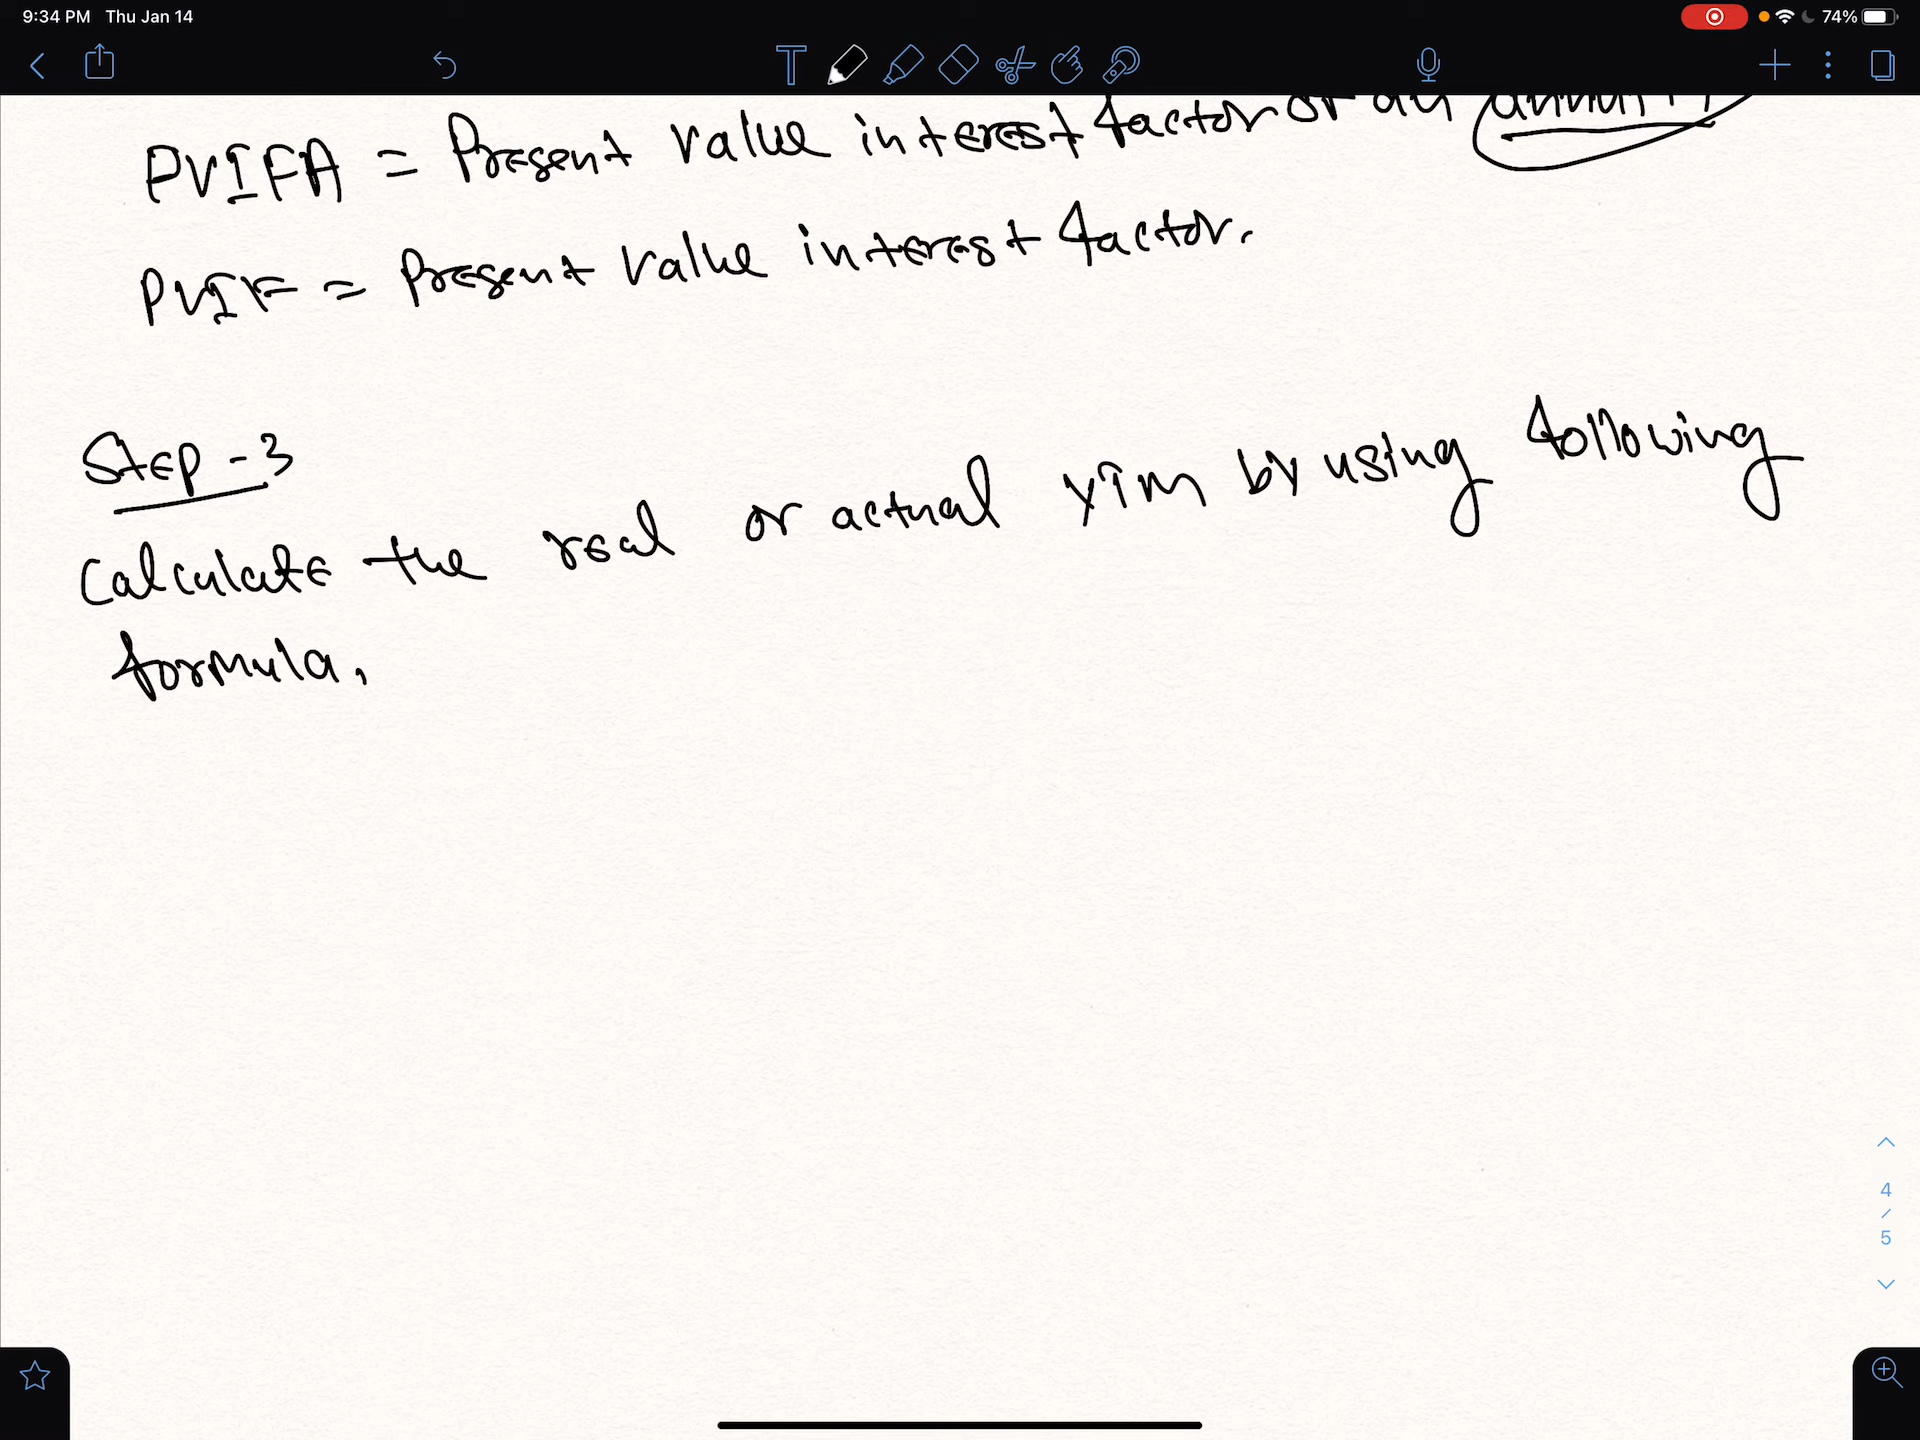 9:34 PM Thu Jan 14
74%
PVIFA = Present value interest factor of an annuity
PVIF = Present value interest factor.
Step-3
Calculate the real or actual YTM by using following
formula,
4
/
5